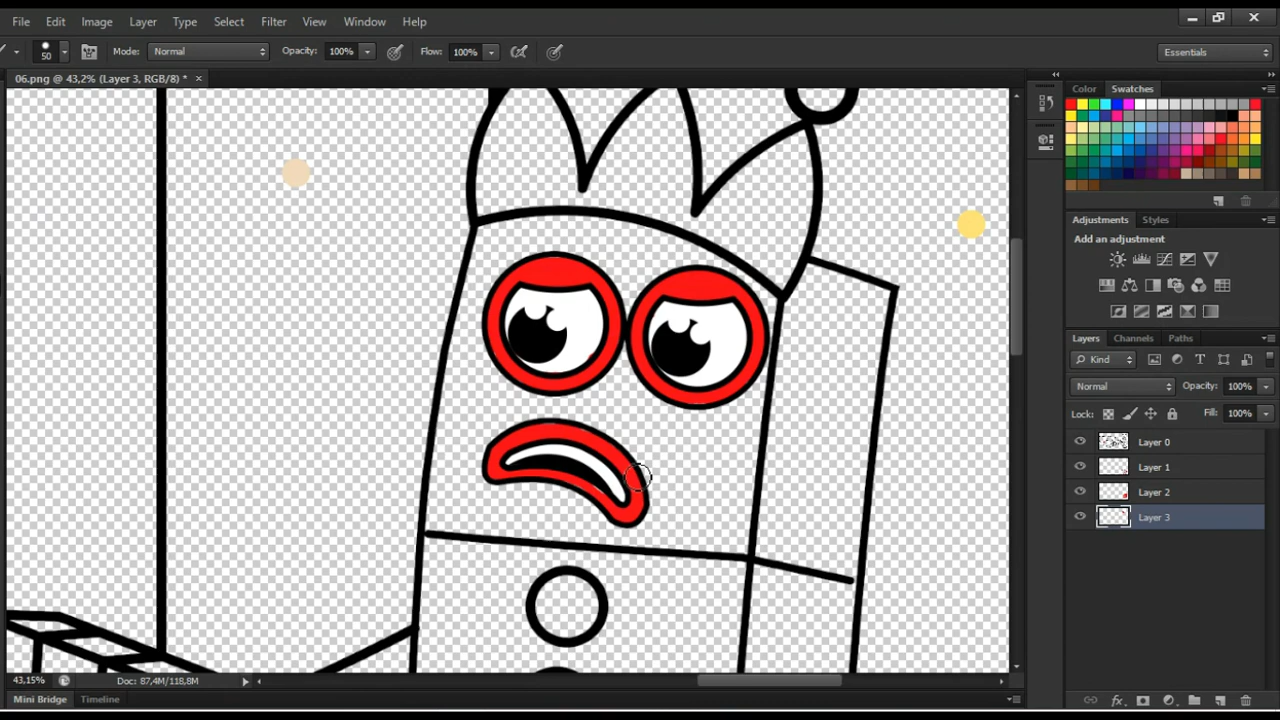 File Edit Image Layer Type Select Filter View Window Help
50 Mode: Normal Opacity: 100% Flow: 100% Essentials
06.png @ 43,2% (Layer 3, RGB/8) * ×
Color Swatches
Adjustments Styles
Add an adjustment
Layers Channels Paths
Kind
Normal Opacity: 100%
Lock: Fill: 100%
Layer 0
Layer 1
Layer 2
Layer 3
43,15% Doc: 87,4M/118,8M
Mini Bridge Timeline